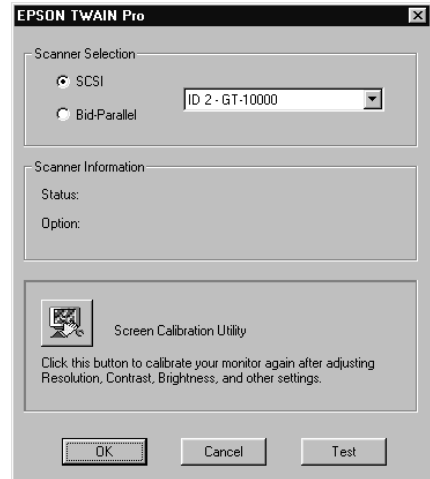 EPSON TWAIN Pro
Scanner Selection
SCSI
ID 2 - GT-10000
Bid-Parallel
Scanner Information
Status:
Option:
Screen Calibration Utility
Click this button to calibrate your monitor again after adjusting
Resolution, Contrast, Brightness, and other settings.
OK Cancel Test